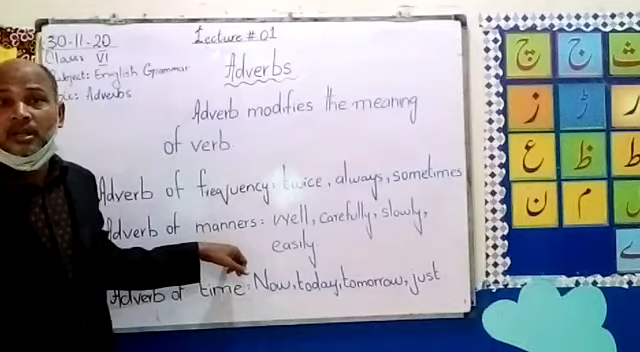 30-11-20
Lecture # 01
Class VI
Subject: English Grammar
Topic: Adverbs
Adverbs
Adverb modifies the meaning
of verb
Adverb of frequency: twice, always, sometimes
Adverb of manners: Well, carefully, slowly,
easily
Adverb of time: Now, today, tomorrow, just
چ ج ث
ز ڑ
ع ظ ط
ن م